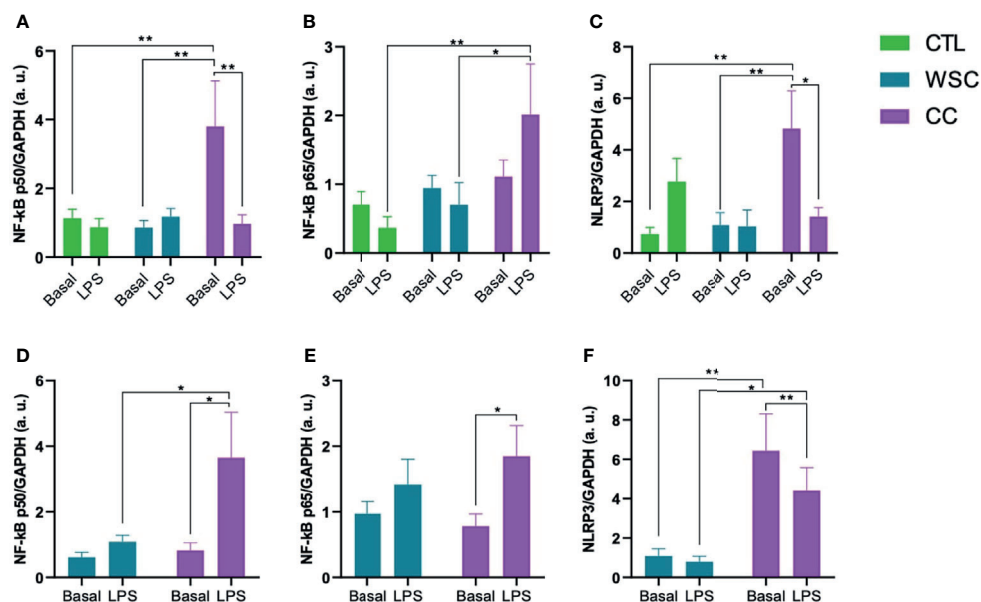 A
B
C
NF-kB p50/GAPDH (a. u.)
6
4
2
0
**
**
**
Basal
LPS
Basal
LPS
Basal
LPS
NF-kB p65/GAPDH (a. u.)
3
2
1
0
**
*
Basal
LPS
Basal
LPS
Basal
LPS
NLRP3/GAPDH (a. u.)
8
6
4
2
0
**
**
*
Basal
LPS
Basal
LPS
Basal
LPS
CTL
WSC
CC
D
E
F
NF-kB p50/GAPDH (a. u.)
6
4
2
0
*
*
Basal LPS
Basal LPS
NF-kB p65/GAPDH (a. u.)
3
2
1
0
*
Basal LPS
Basal LPS
NLRP3/GAPDH (a. u.)
10
8
6
4
2
0
**
*
**
Basal LPS
Basal LPS